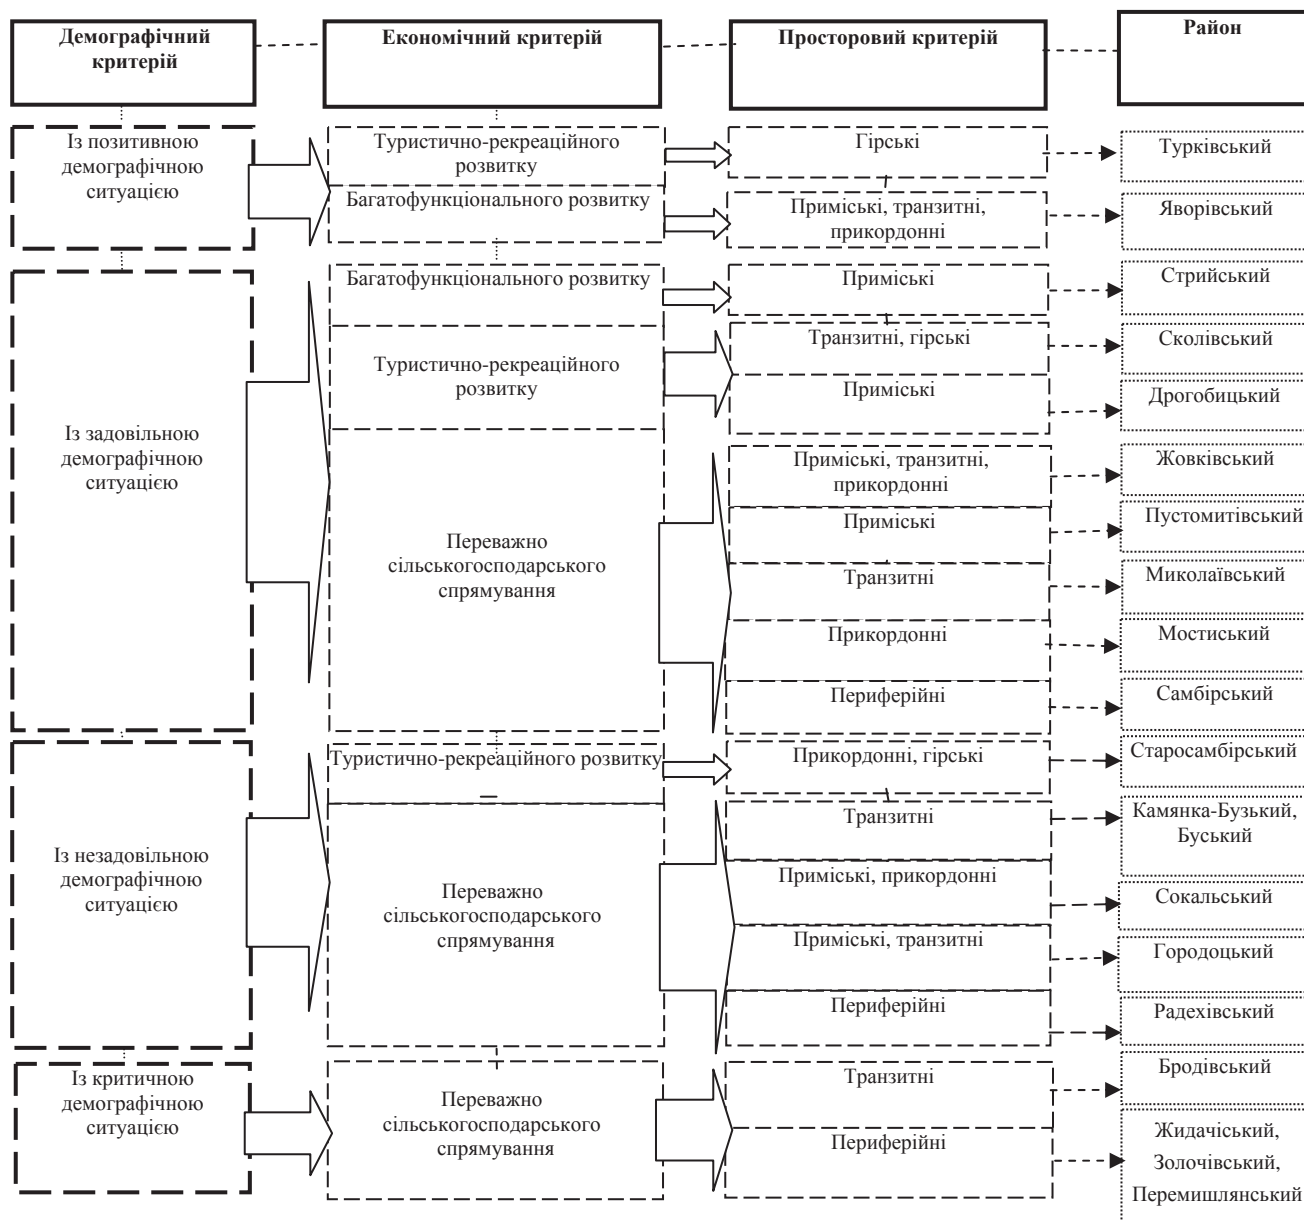 Демографічний
критерій
Економічний критерій
Просторовий критерій
Район
Із позитивною
демографічною
ситуацією
Туристично-рекреаційного
розвитку
Гірські
Турківський
Багатофункціонального розвитку
Приміські, транзитні,
прикордонні
Яворівський
Із задовільною
демографічною
ситуацією
Багатофункціонального розвитку
Приміські
Стрийський
Туристично-рекреаційного
розвитку
Транзитні, гірські
Сколівський
Приміські
Дрогобицький
Переважно
сільськогосподарського
спрямування
Приміські, транзитні,
прикордонні
Жовківський
Приміські
Пустомитівський
Транзитні
Миколаївський
Прикордонні
Мостиський
Периферійні
Самбірський
Із незадовільною
демографічною
ситуацією
Туристично-рекреаційного розвитку
Прикордонні, гірські
Старосамбірський
Переважно
сільськогосподарського
спрямування
Транзитні
Камянка-Бузький,
Буський
Приміські, прикордонні
Сокальський
Приміські, транзитні
Городоцький
Периферійні
Радехівський
Із критичною
демографічною
ситуацією
Переважно
сільськогосподарського
спрямування
Транзитні
Бродівський
Периферійні
Жидачіський,
Золочівський,
Перемишлянський